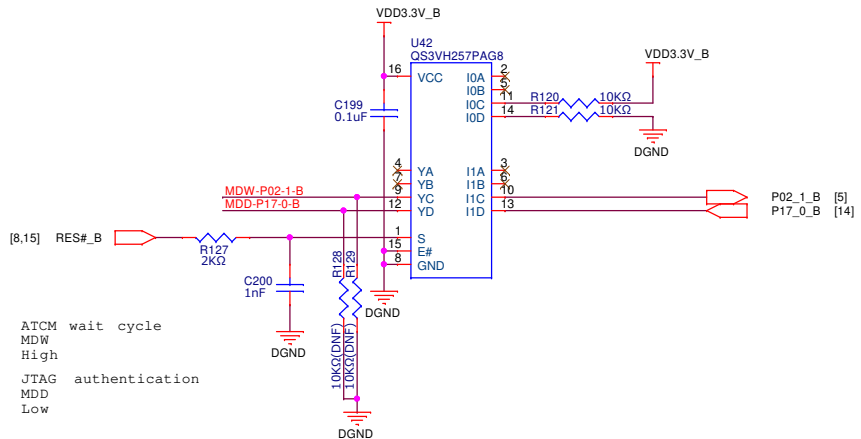 VDD3.3V_B
U42
QS3VH257PAG8
VDD3.3V_B
16 VCC I0A 2
I0B 5
C199
0.1uF
I0C 11 R120 10KΩ
I0D 14 R121 10KΩ
DGND
4 YA I1A 3
7 YB I1B 6
MDW-P02-1-B 9 YC I1C 10 P02_1_B [5]
MDD-P17-0-B 12 YD I1D 13 P17_0_B [14]
[8,15] RES#_B 1 S
R127
2KΩ
15 E#
8 GND
R128
R129
C200
1nF
DGND
DGND
10KΩ(DNF)
10KΩ(DNF)
DGND
ATCM wait cycle
MDW
High
JTAG authentication
MDD
Low